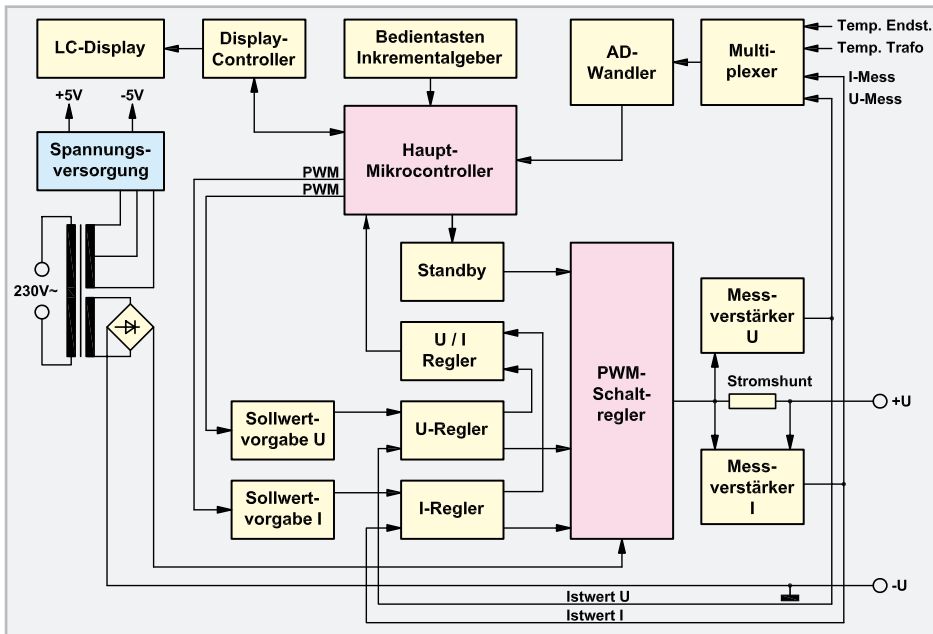 LC-Display
Display-
Controller
Bedientasten
Inkrementalgeber
AD-
Wandler
Multi-
plexer
Temp. Endst.
Temp. Trafo
I-Mess
U-Mess
+5V
-5V
Spannungs-
versorgung
Haupt-
Mikrocontroller
PWM
PWM
230V~
Standby
U / I
Regler
PWM-
Schalt-
regler
Mess-
verstärker
U
Stromshunt
+U
Sollwert-
vorgabe U
U-Regler
Mess-
verstärker
I
Sollwert-
vorgabe I
I-Regler
-U
Istwert U
Istwert I